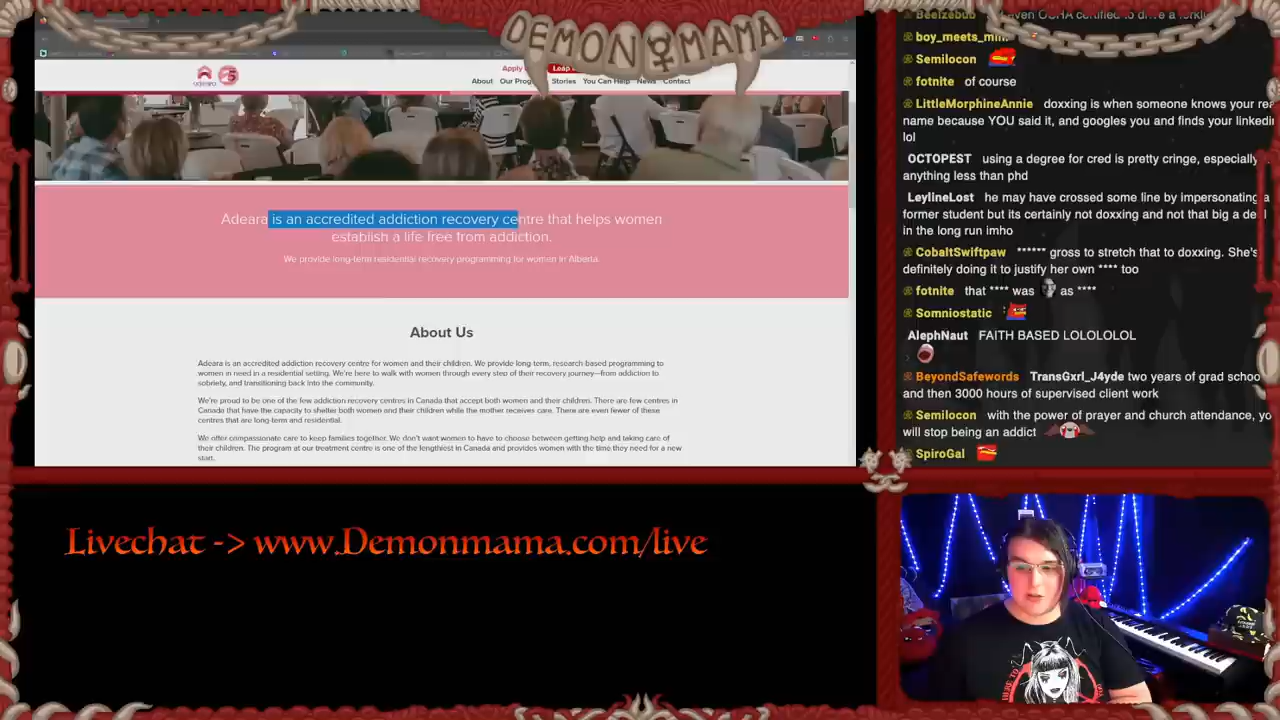 DEMON MAMA
adeara
Apply
Leap
About
Our Prog
Stories
You Can Help
News
Contact
Adeara is an accredited addiction recovery centre that helps women
establish a life free from addiction.
We provide long-term residential recovery programming for women in Alberta.
About Us
Adeara is an accredited addiction recovery centre for women and their children. We provide long-term, research-based programming to
women in need in a residential setting. We're here to walk with women through every step of their recovery journey—from addiction to
sobriety, and transitioning back into the community.
We're proud to be one of the few addiction recovery centres in Canada that accept both women and their children. There are few centres in
Canada that have the capacity to shelter both women and their children while the mother receives care. There are even fewer of these
centres that are long-term and residential.
We offer compassionate care to keep families together. We don't want women to have to choose between getting help and taking care of
their children. The program at our treatment centre is one of the lengthiest in Canada and provides women with the time they need for a new
start.
Livechat -> www.Demonmama.com/live
boy_meets_m
Semilocon
fotnite of course
LittleMorphineAnnie doxxing is when someone knows your rea
name because YOU said it, and googles you and finds your linkedi
lol
OCTOPEST using a degree for cred is pretty cringe, especially
anything less than phd
LeylineLost he may have crossed some line by impersonating a
former student its certainly not doxxing and not that big a deal
in the long run imho
CobaltSwiftpaw ****** gross to stretch that to doxxing. She's
definitely doing it to justify her own **** too
fotnite that **** was as ****
Somniostatic
AlephNaut FAITH BASED LOLOLOLOL
BeyondSafewords TransGxrl_J4yde two years of grad school
and then 3000 hours of supervised client work
Semilocon with the power of prayer and church attendance, yo
will stop being an addict
SpiroGal